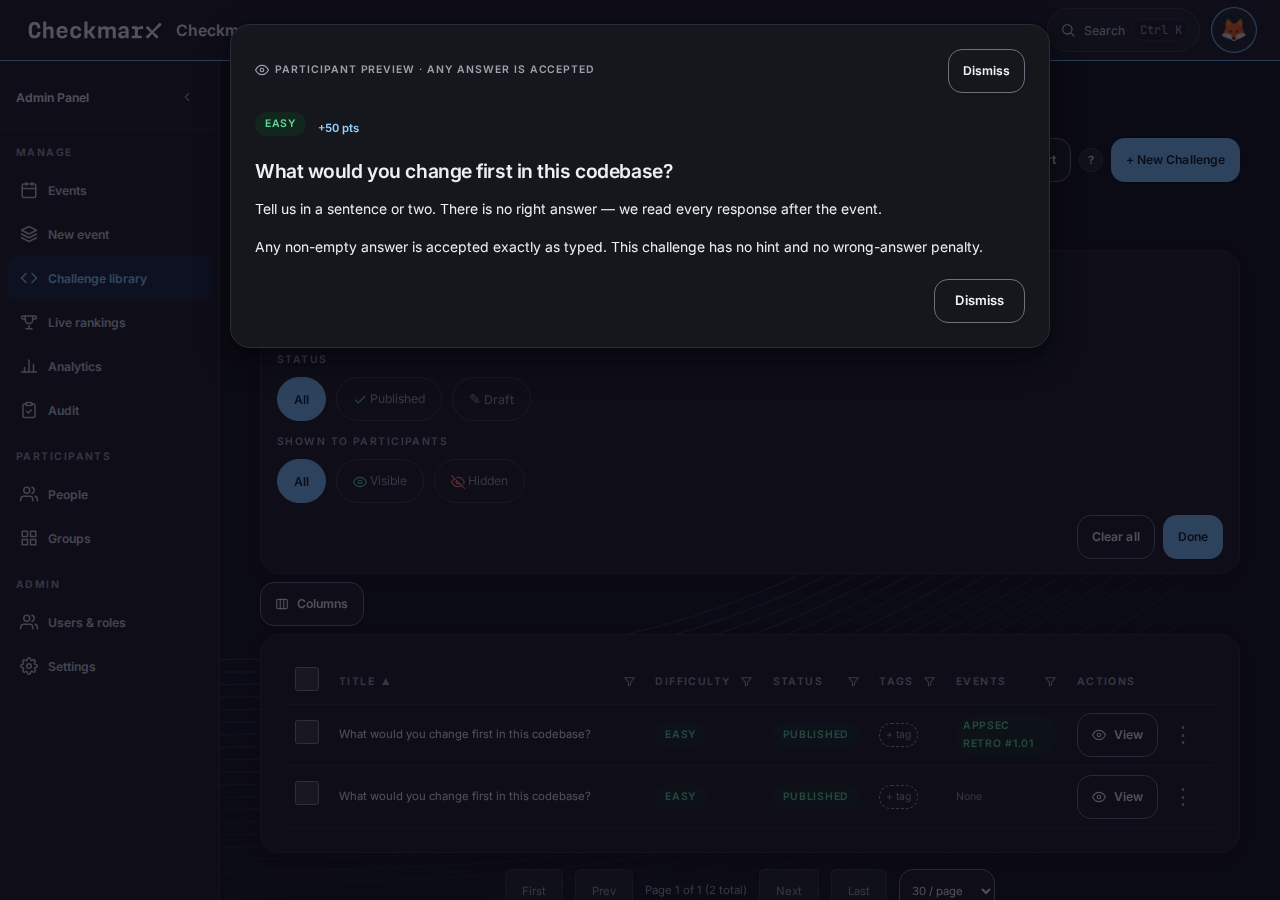 Checkmarx Checkm
Search Ctrl K
PARTICIPANT PREVIEW · ANY ANSWER IS ACCEPTED
Dismiss
EASY +50 pts
What would you change first in this codebase?
Tell us in a sentence or two. There is no right answer — we read every response after the event.
Any non-empty answer is accepted exactly as typed. This challenge has no hint and no wrong-answer penalty.
Dismiss
Admin Panel
MANAGE
Events
New event
Challenge library
Live rankings
Analytics
Audit
PARTICIPANTS
People
Groups
ADMIN
Users & roles
Settings
? + New Challenge
STATUS
All Published Draft
SHOWN TO PARTICIPANTS
All Visible Hidden
Clear all Done
Columns
TITLE ▲ DIFFICULTY STATUS TAGS EVENTS ACTIONS
What would you change first in this codebase? EASY PUBLISHED + tag APPSEC RETRO #1.01 View
What would you change first in this codebase? EASY PUBLISHED + tag None View
First Prev Page 1 of 1 (2 total) Next Last 30 / page